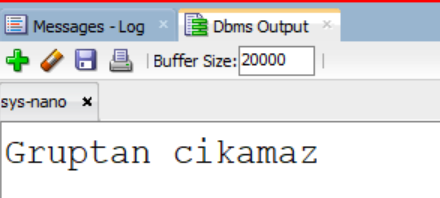 Messages - Log × Dbms Output ×
Buffer Size: 20000
sys-nano ×
Gruptan cikamaz